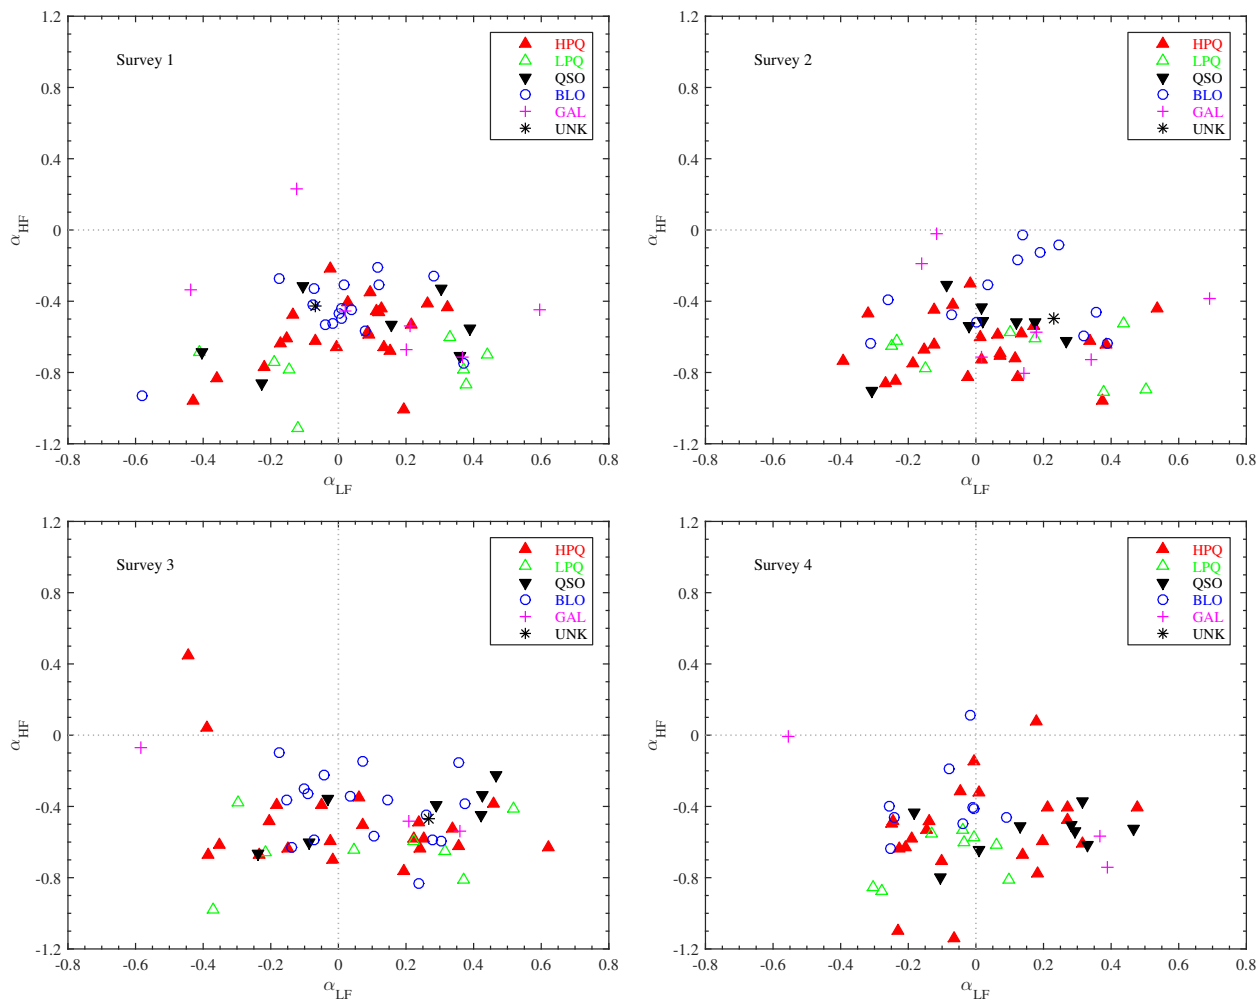 1.2
0.8
0.4
0
-0.4
-0.8
-1.2
α_HF
Survey 1
HPQ
LPQ
QSO
BLO
GAL
UNK
-0.8 -0.6 -0.4 -0.2 0 0.2 0.4 0.6 0.8
α_LF
1.2
0.8
0.4
0
-0.4
-0.8
-1.2
α_HF
Survey 2
HPQ
LPQ
QSO
BLO
GAL
UNK
-0.8 -0.6 -0.4 -0.2 0 0.2 0.4 0.6 0.8
α_LF
1.2
0.8
0.4
0
-0.4
-0.8
-1.2
α_HF
Survey 3
HPQ
LPQ
QSO
BLO
GAL
UNK
-0.8 -0.6 -0.4 -0.2 0 0.2 0.4 0.6 0.8
α_LF
1.2
0.8
0.4
0
-0.4
-0.8
-1.2
α_HF
Survey 4
HPQ
LPQ
QSO
BLO
GAL
UNK
-0.8 -0.6 -0.4 -0.2 0 0.2 0.4 0.6 0.8
α_LF